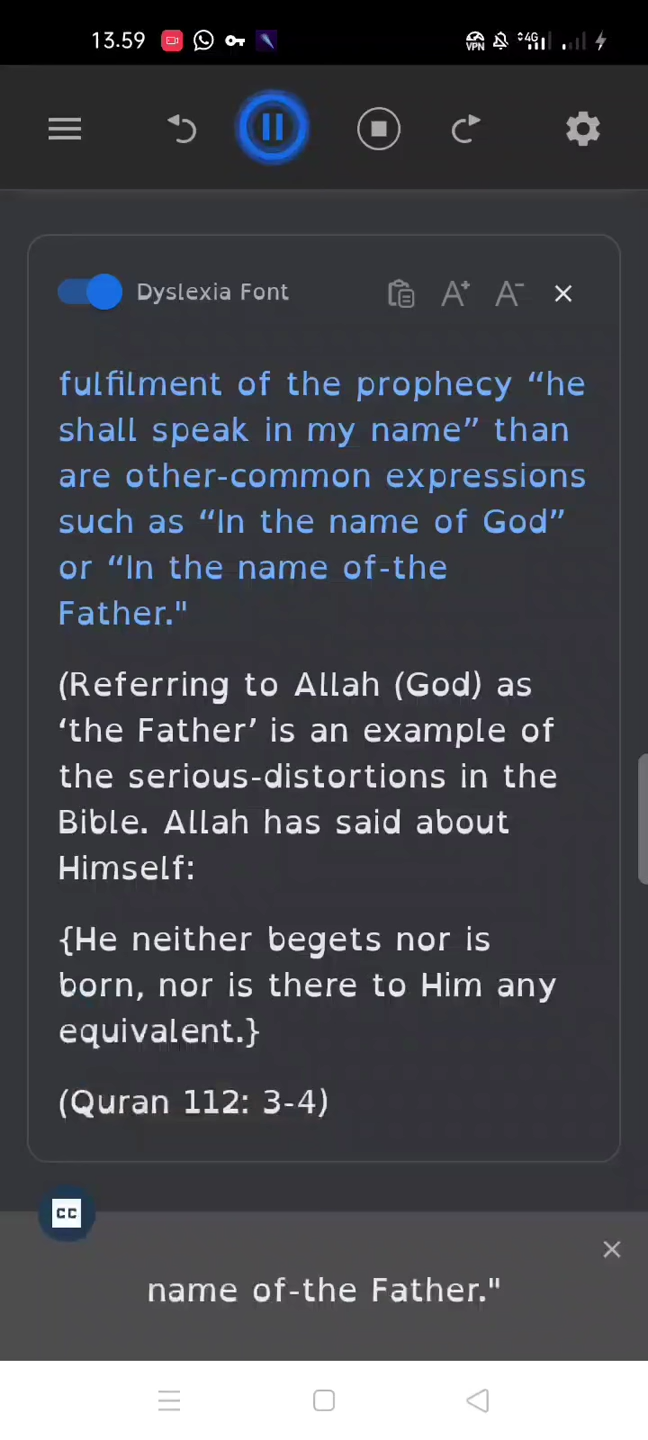 13.59
VPN 4G
Dyslexia Font A+ A-
fulfilment of the prophecy “he
shall speak in my name” than
are other-common expressions
such as “In the name of God”
or “In the name of-the
Father."
(Referring to Allah (God) as
‘the Father’ is an example of
the serious-distortions in the
Bible. Allah has said about
Himself:
{He neither begets nor is
born, nor is there to Him any
equivalent.}
(Quran 112: 3-4)
CC
name of-the Father."